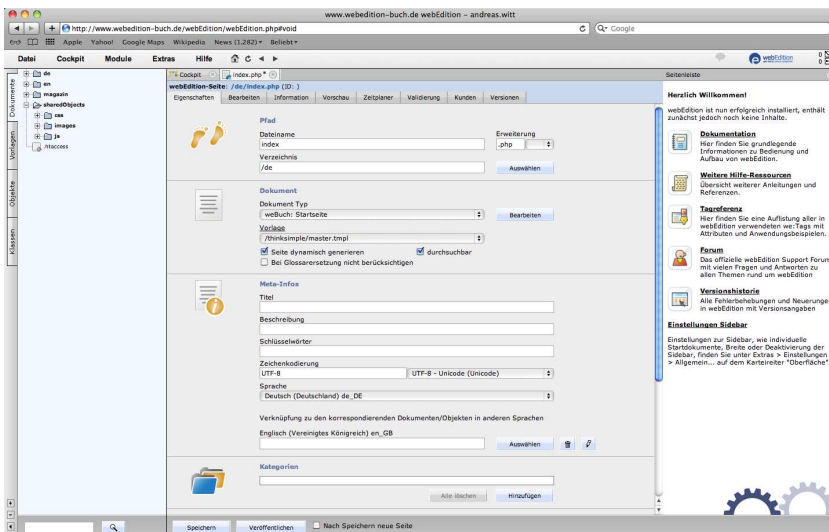 www.webedition-buch.de webEdition – andreas.witt
http://www.webedition-buch.de/webEdition/webEdition.php#void
Google
Apple Yahoo! Google Maps Wikipedia News (1.282) Beliebt
Datei Cockpit Module Extras Hilfe
webEdition
Dokumente
Vorlagen
Objekte
Klassen
de
en
magazin
sharedObjects
css
images
js
.htaccess
Cockpit
index.php *
webEdition-Seite: /de/index.php (ID: )
Eigenschaften Bearbeiten Information Vorschau Zeitplaner Validierung Kunden Versionen
Pfad
Dateiname Erweiterung
index .php
Verzeichnis
/de Auswählen
Dokument
Dokument Typ
weBuch: Startseite Bearbeiten
Vorlage
/thinksimple/master.tmpl
Seite dynamisch generieren durchsuchbar
Bei Glossarersetzung nicht berücksichtigen
Meta-Infos
Titel
Beschreibung
Schlüsselwörter
Zeichenkodierung
UTF-8 UTF-8 - Unicode (Unicode)
Sprache
Deutsch (Deutschland) de_DE
Verknüpfung zu den korrespondierenden Dokumenten/Objekten in anderen Sprachen
Englisch (Vereinigtes Königreich) en_GB
Auswählen
Kategorien
Alle löschen Hinzufügen
Speichern Veröffentlichen Nach Speichern neue Seite
Seitenleiste
Herzlich Willkommen!
webEdition ist nun erfolgreich installiert, enthält
zunächst jedoch noch keine Inhalte.
Dokumentation
Hier finden Sie grundlegende
Informationen zu Bedienung und
Aufbau von webEdition.
Weitere Hilfe-Ressourcen
Übersicht weiterer Anleitungen und
Referenzen.
Tagreferenz
Hier finden Sie eine Auflistung aller in
webEdition verwendeten we:Tags mit
Attributen und Anwendungsbeispielen.
Forum
Das offizielle webEdition Support Forum
mit vielen Fragen und Antworten zu
allen Themen rund um webEdition
Versionshistorie
Alle Fehlerbehebungen und Neuerunge
in webEdition mit Versionsangaben
Einstellungen Sidebar
Einstellungen zur Sidebar, wie individuelle
Startdokumente, Breite oder Deaktivierung der
Sidebar, finden Sie unter Extras > Einstellungen
> Allgemein... auf dem Karteireiter "Oberfläche"